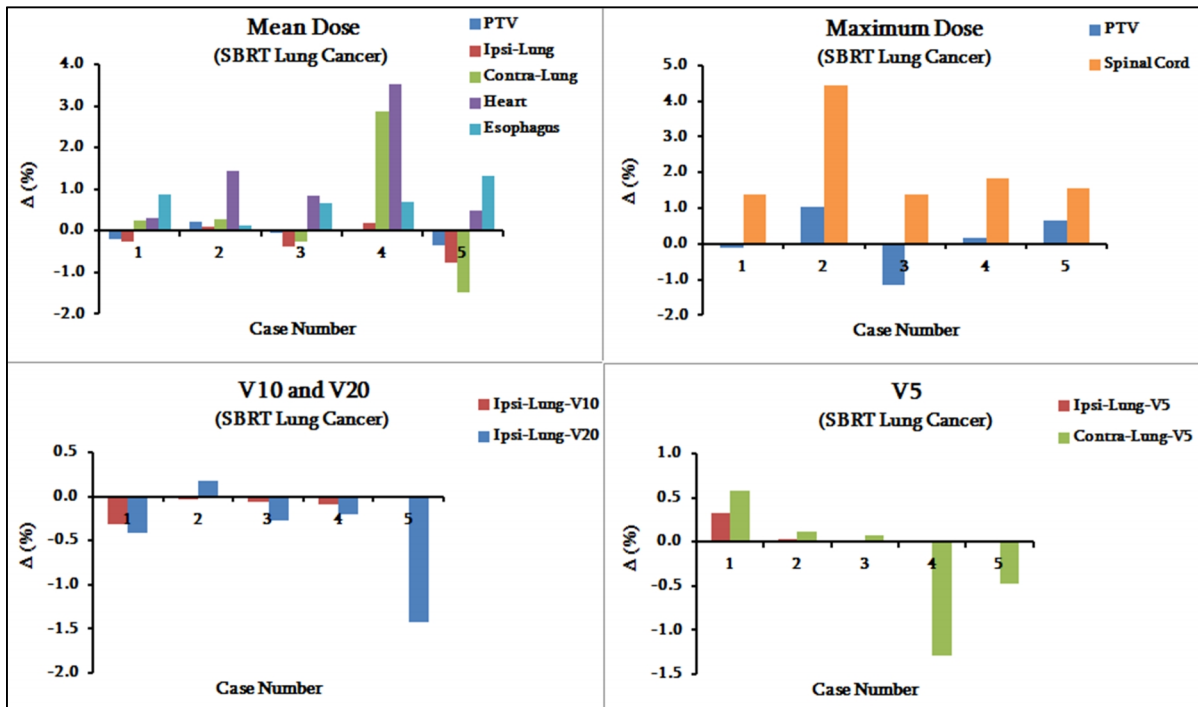 Mean Dose
(SBRT Lung Cancer)
PTV
Ipsi-Lung
Contra-Lung
Heart
Esophagus
4.0
3.0
2.0
1.0
0.0
-1.0
-2.0
Δ (%)
1 2 3 4 5
Case Number
Maximum Dose
(SBRT Lung Cancer)
PTV
Spinal Cord
5.0
4.0
3.0
2.0
1.0
0.0
-1.0
-2.0
Δ (%)
1 2 3 4 5
Case Number
V10 and V20
(SBRT Lung Cancer)
Ipsi-Lung-V10
Ipsi-Lung-V20
0.5
0.0
-0.5
-1.0
-1.5
-2.0
Δ (%)
1 2 3 4 5
Case Number
V5
(SBRT Lung Cancer)
Ipsi-Lung-V5
Contra-Lung-V5
1.0
0.5
0.0
-0.5
-1.0
-1.5
Δ (%)
1 2 3 4 5
Case Number